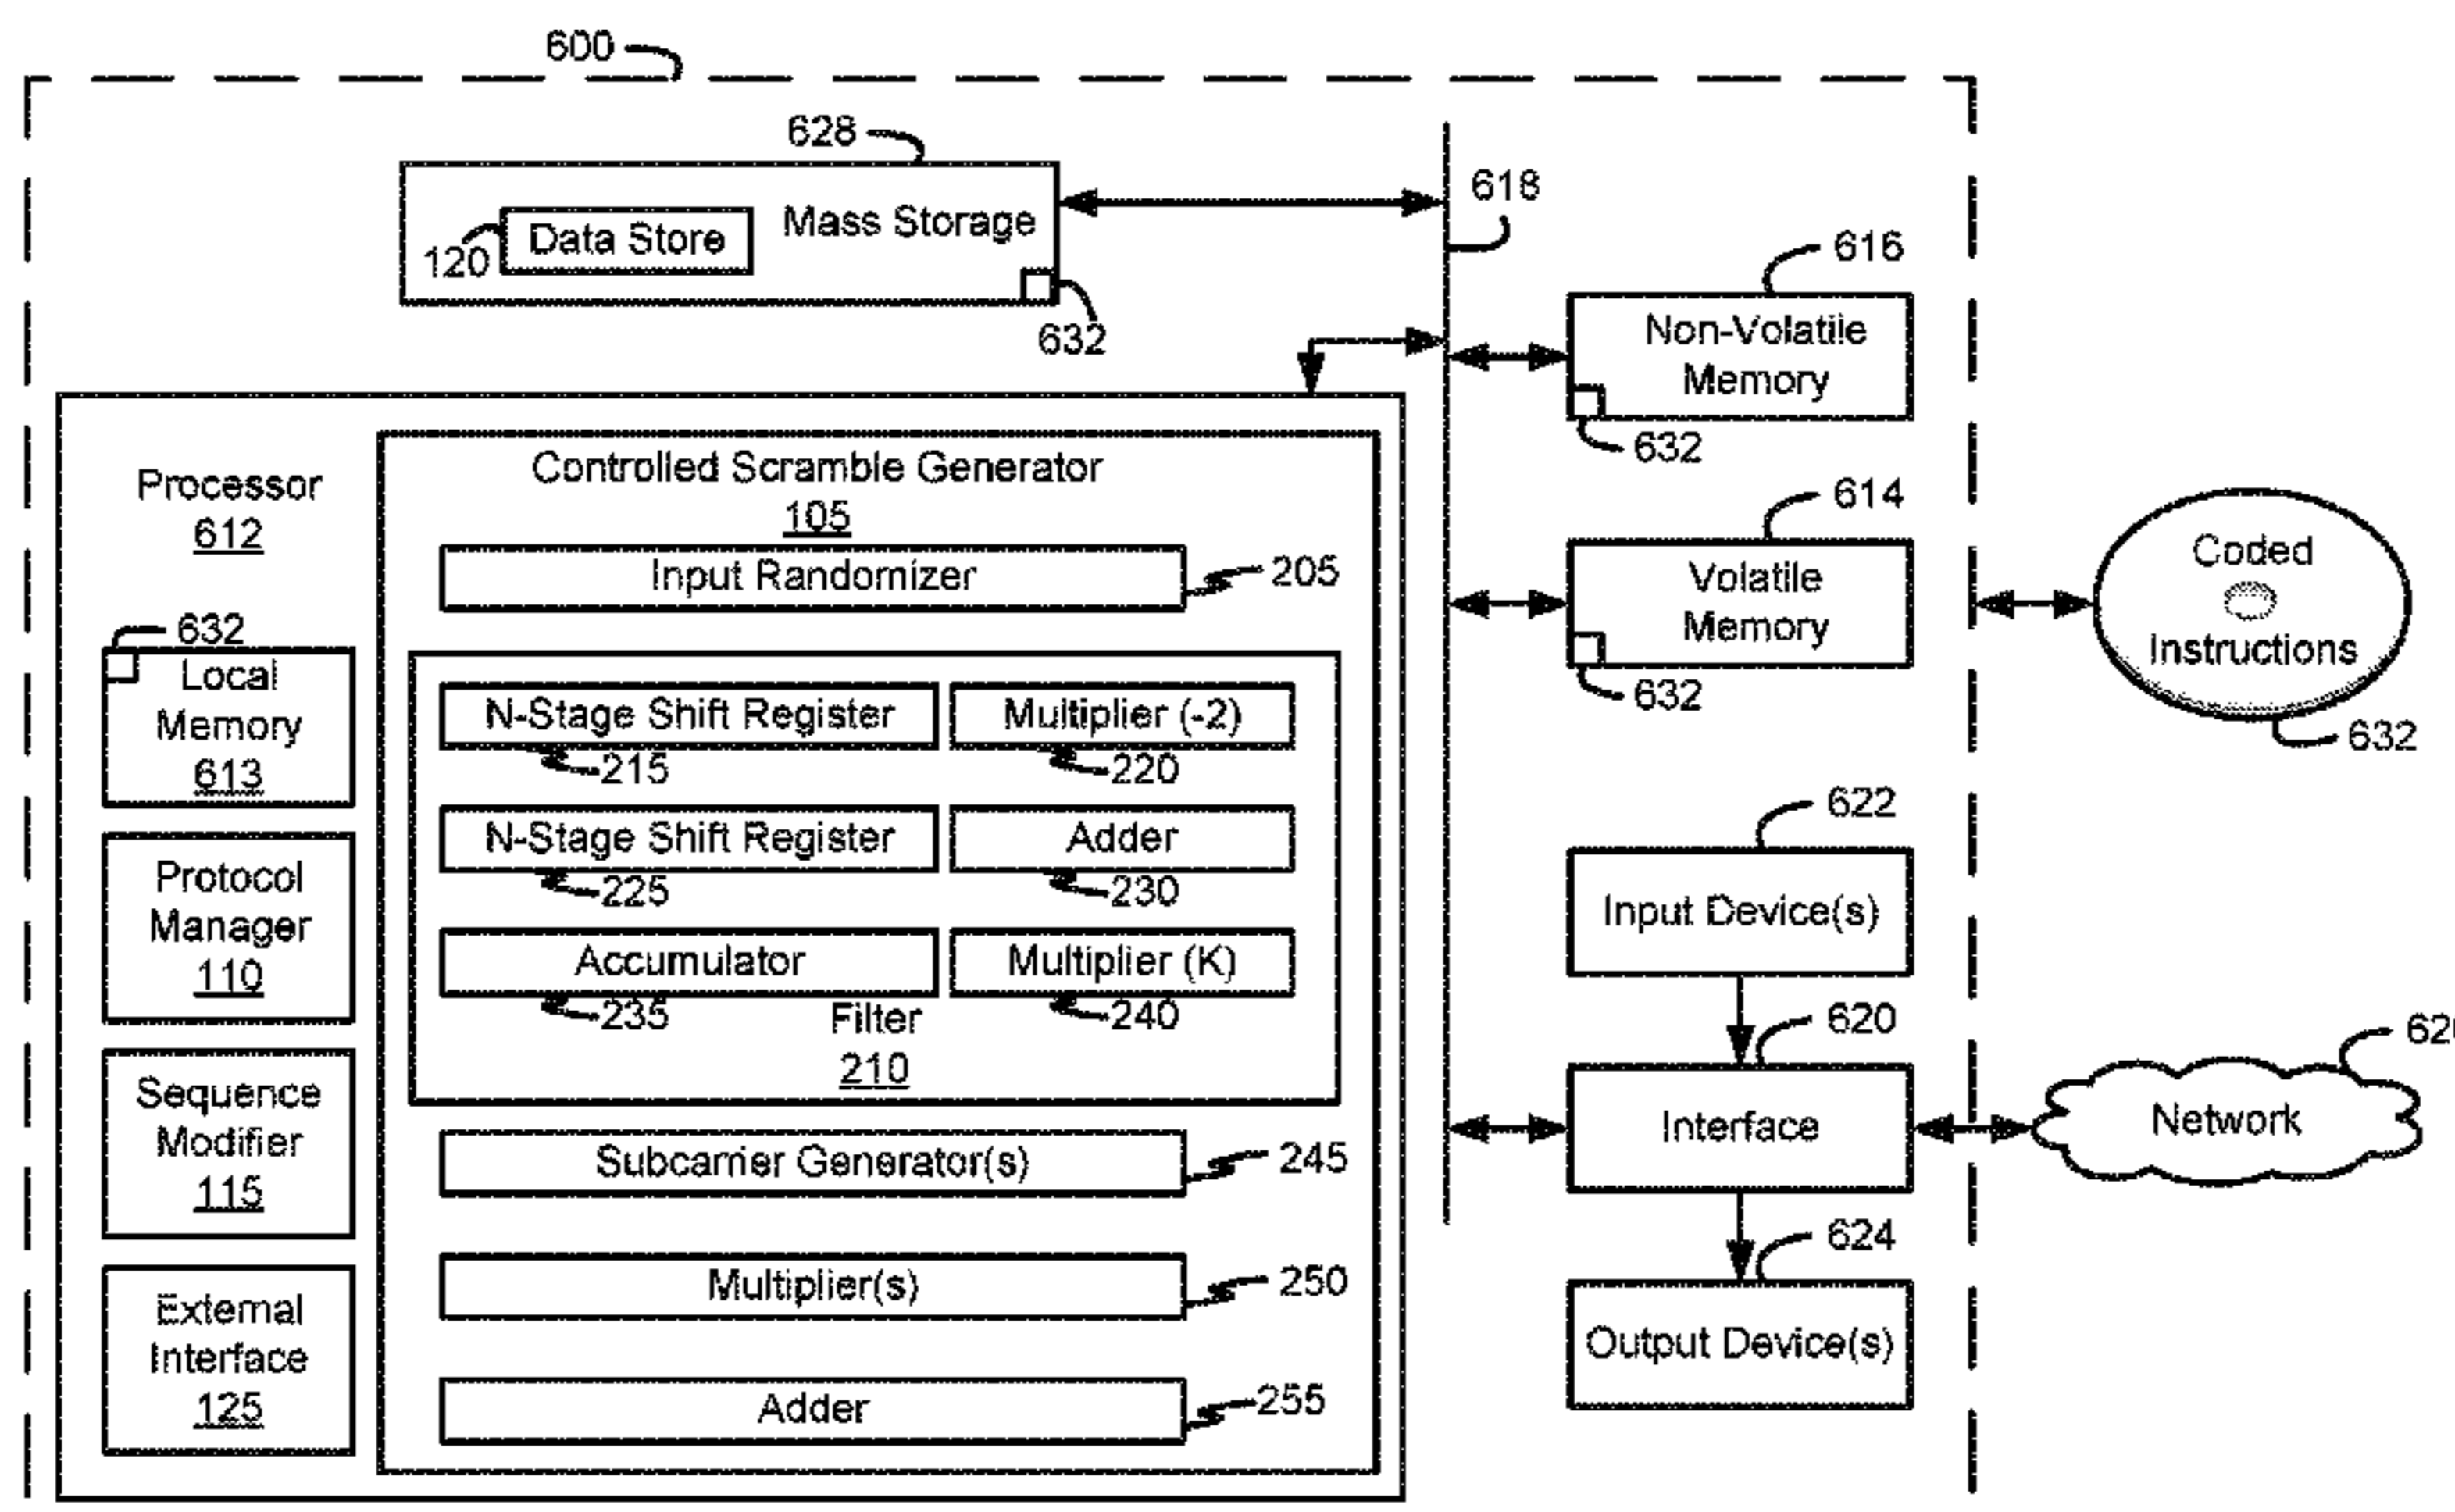 600
628
Mass Storage
Data Store
120
632
618
616
Non-Volatile
Memory
632
614
Volatile
Memory
632
Coded
Instructions
632
622
Input Device(s)
620
Interface
Network
624
Output Device(s)
Processor
612
632
Local
Memory
613
Protocol
Manager
110
Sequence
Modifier
115
External
Interface
125
Controlled Scramble Generator
105
Input Randomizer
205
N-Stage Shift Register
215
Multiplier (-2)
220
N-Stage Shift Register
225
Adder
230
Accumulator
235
Multiplier (K)
240
Filter
210
Subcarrier Generator(s)
245
Multiplier(s)
250
Adder
255